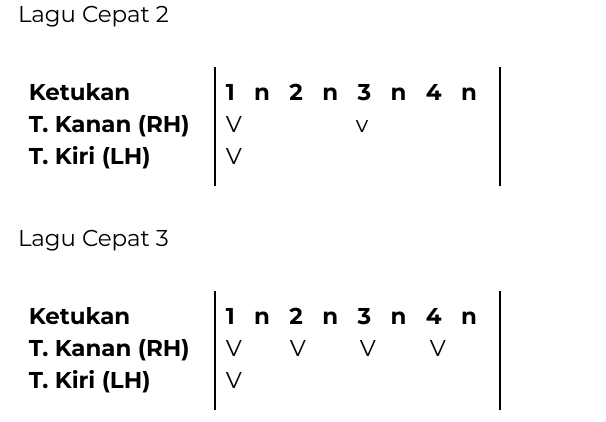 Lagu Cepat 2
Ketukan 1 n 2 n 3 n 4 n
T. Kanan (RH) V v
T. Kiri (LH) V
Lagu Cepat 3
Ketukan 1 n 2 n 3 n 4 n
T. Kanan (RH) V V V V
T. Kiri (LH) V